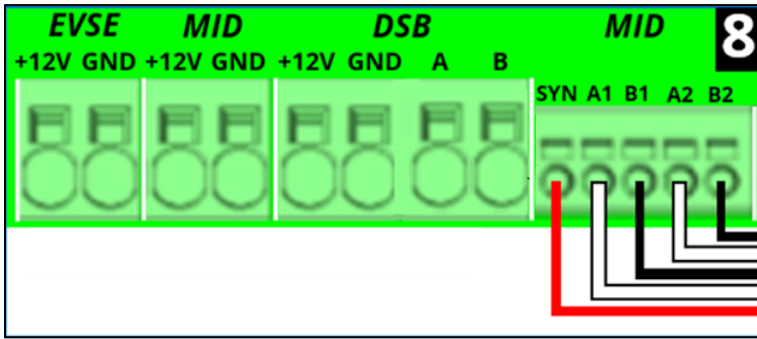 EVSE MID DSB MID 8
+12V GND +12V GND +12V GND A B
SYN A1 B1 A2 B2